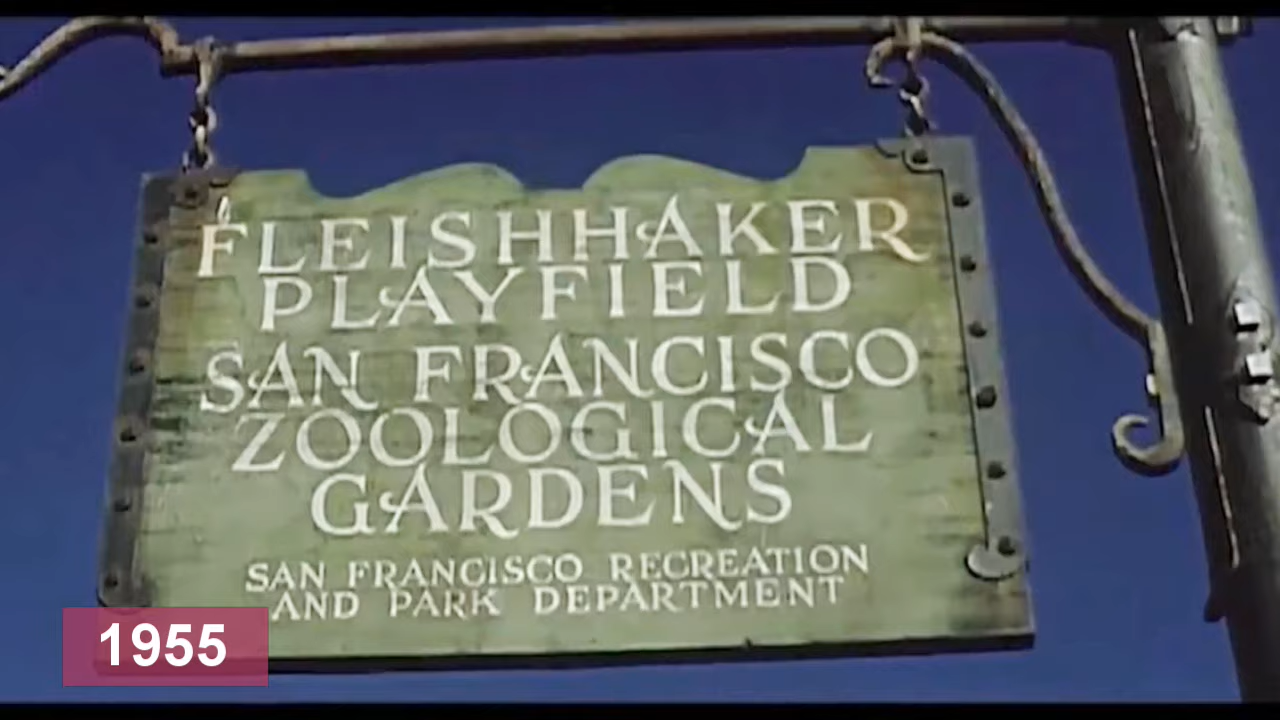 FLEISHHAKER
PLAYFIELD
SAN FRANCISCO
ZOOLOGICAL
GARDENS
SAN FRANCISCO RECREATION
AND PARK DEPARTMENT
1955